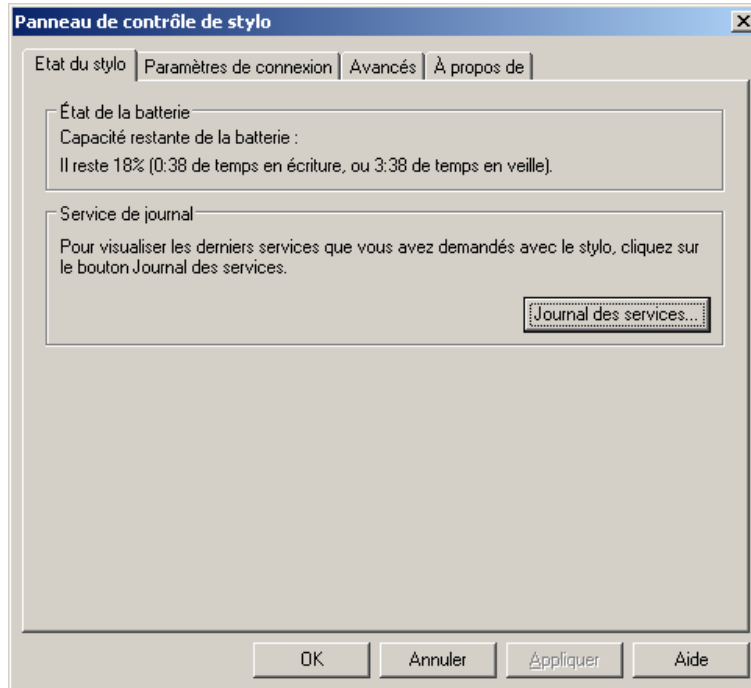 Panneau de contrôle de stylo
Etat du stylo Paramètres de connexion Avancés À propos de
État de la batterie
Capacité restante de la batterie :
Il reste 18% (0:38 de temps en écriture, ou 3:38 de temps en veille).
Service de journal
Pour visualiser les derniers services que vous avez demandés avec le stylo, cliquez sur
le bouton Journal des services.
Journal des services...
OK Annuler Appliquer Aide